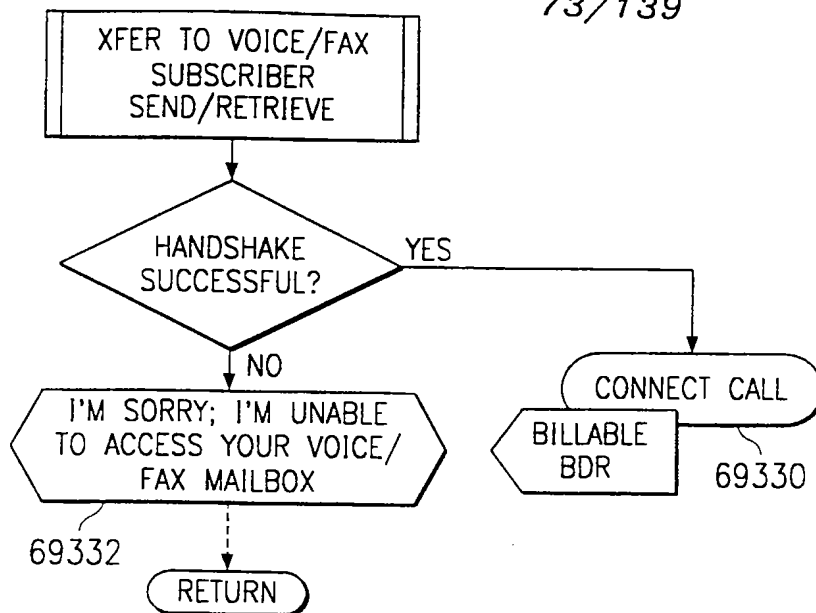 73/139
XFER TO VOICE/FAX
SUBSCRIBER
SEND/RETRIEVE
HANDSHAKE
SUCCESSFUL?
YES
NO
I'M SORRY; I'M UNABLE
TO ACCESS YOUR VOICE/
FAX MAILBOX
69332
RETURN
CONNECT CALL
BILLABLE
BDR
69330